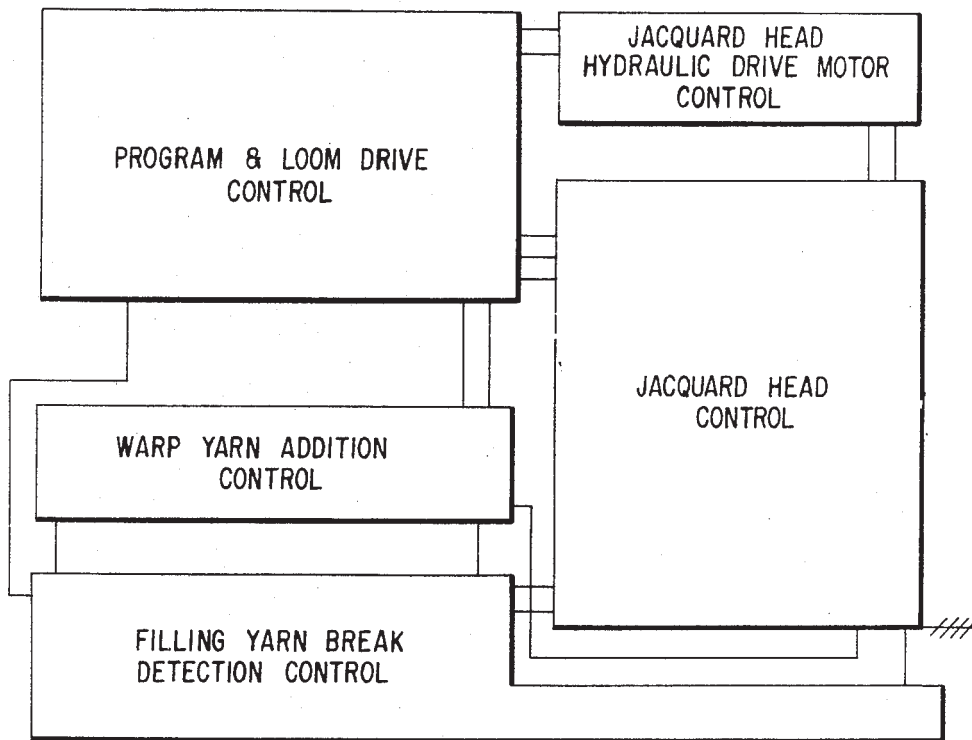 PROGRAM & LOOM DRIVE
CONTROL
JACQUARD HEAD
HYDRAULIC DRIVE MOTOR
CONTROL
JACQUARD HEAD
CONTROL
WARP YARN ADDITION
CONTROL
FILLING YARN BREAK
DETECTION CONTROL